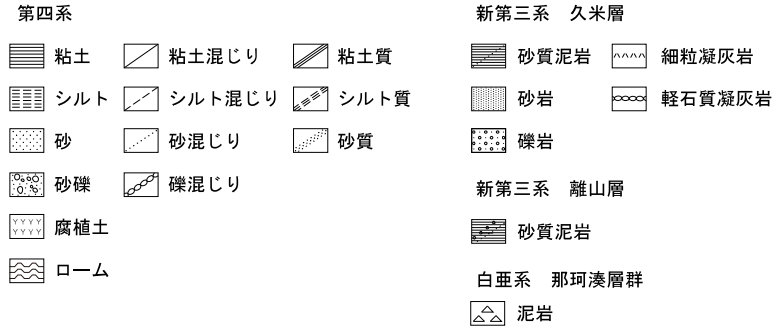 第四系
粘土 粘土混じり 粘土質
シルト シルト混じり シルト質
砂 砂混じり 砂質
砂礫 礫混じり
腐植土
ローム
新第三系 久米層
砂質泥岩 細粒凝灰岩
砂岩 軽石質凝灰岩
礫岩
新第三系 離山層
砂質泥岩
白亜系 那珂湊層群
泥岩